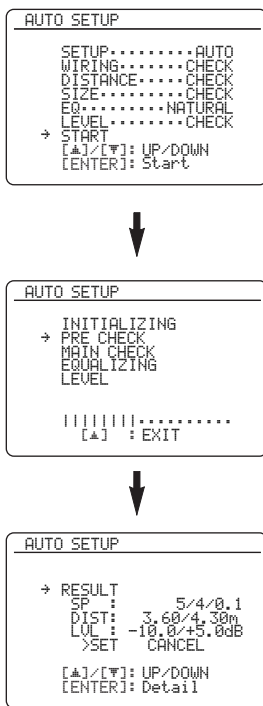 AUTO SETUP
SETUP·········AUTO
WIRING········CHECK
DISTANCE·····CHECK
SIZE··········CHECK
EQ·········NATURAL
LEVEL········CHECK
→ START
[▲]/[▼]: UP/DOWN
[ENTER]: Start
AUTO SETUP
INITIALIZING
→ PRE CHECK
MAIN CHECK
EQUALIZING
LEVEL
||||||||··········
[▲] : EXIT
AUTO SETUP
→ RESULT
SP : 5/4/0.1
DIST: 3.60/4.30m
LVL : -10.0/+5.0dB
>SET CANCEL
[▲]/[▼]: UP/DOWN
[ENTER]: Detail